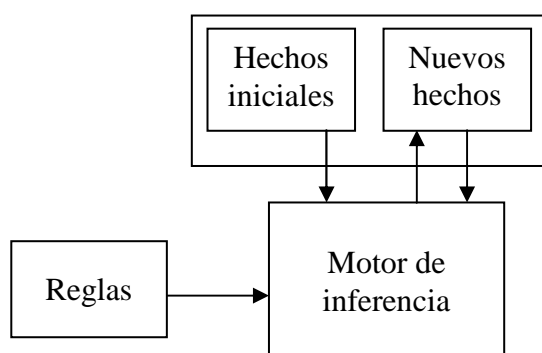 Hechos
iniciales
Nuevos
hechos
Reglas
Motor de
inferencia